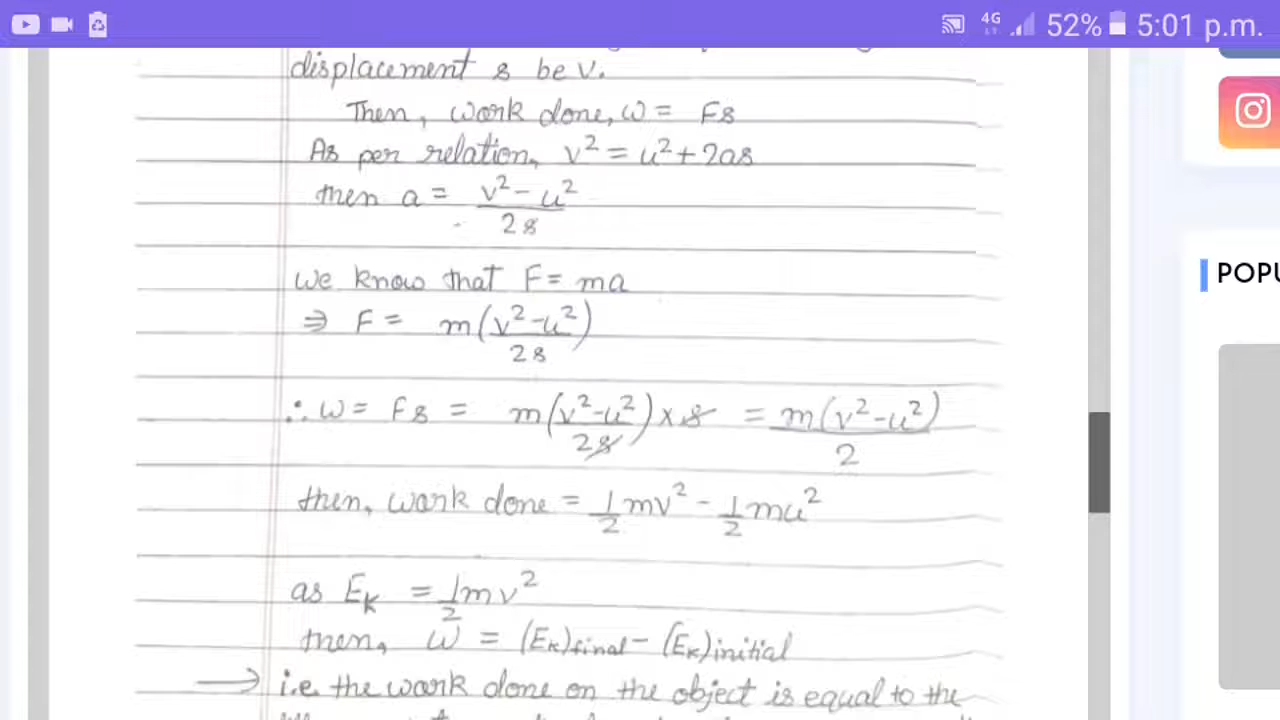 4G 52% 5:01 p.m.
displacement s be v.
Then, work done, W = Fs
As per relation, v² = u² + 2as
then a = v² - u²
2s
we know that F = ma
⇒ F = m(v² - u²)
2s
∴ W = Fs = m(v² - u²) × s = m(v² - u²)
2s 2
then, work done = 1/2 mv² - 1/2 mu²
as EK = 1/2 mv²
then, W = (EK)final - (EK)initial
→ i.e. the work done on the object is equal to the
POPU